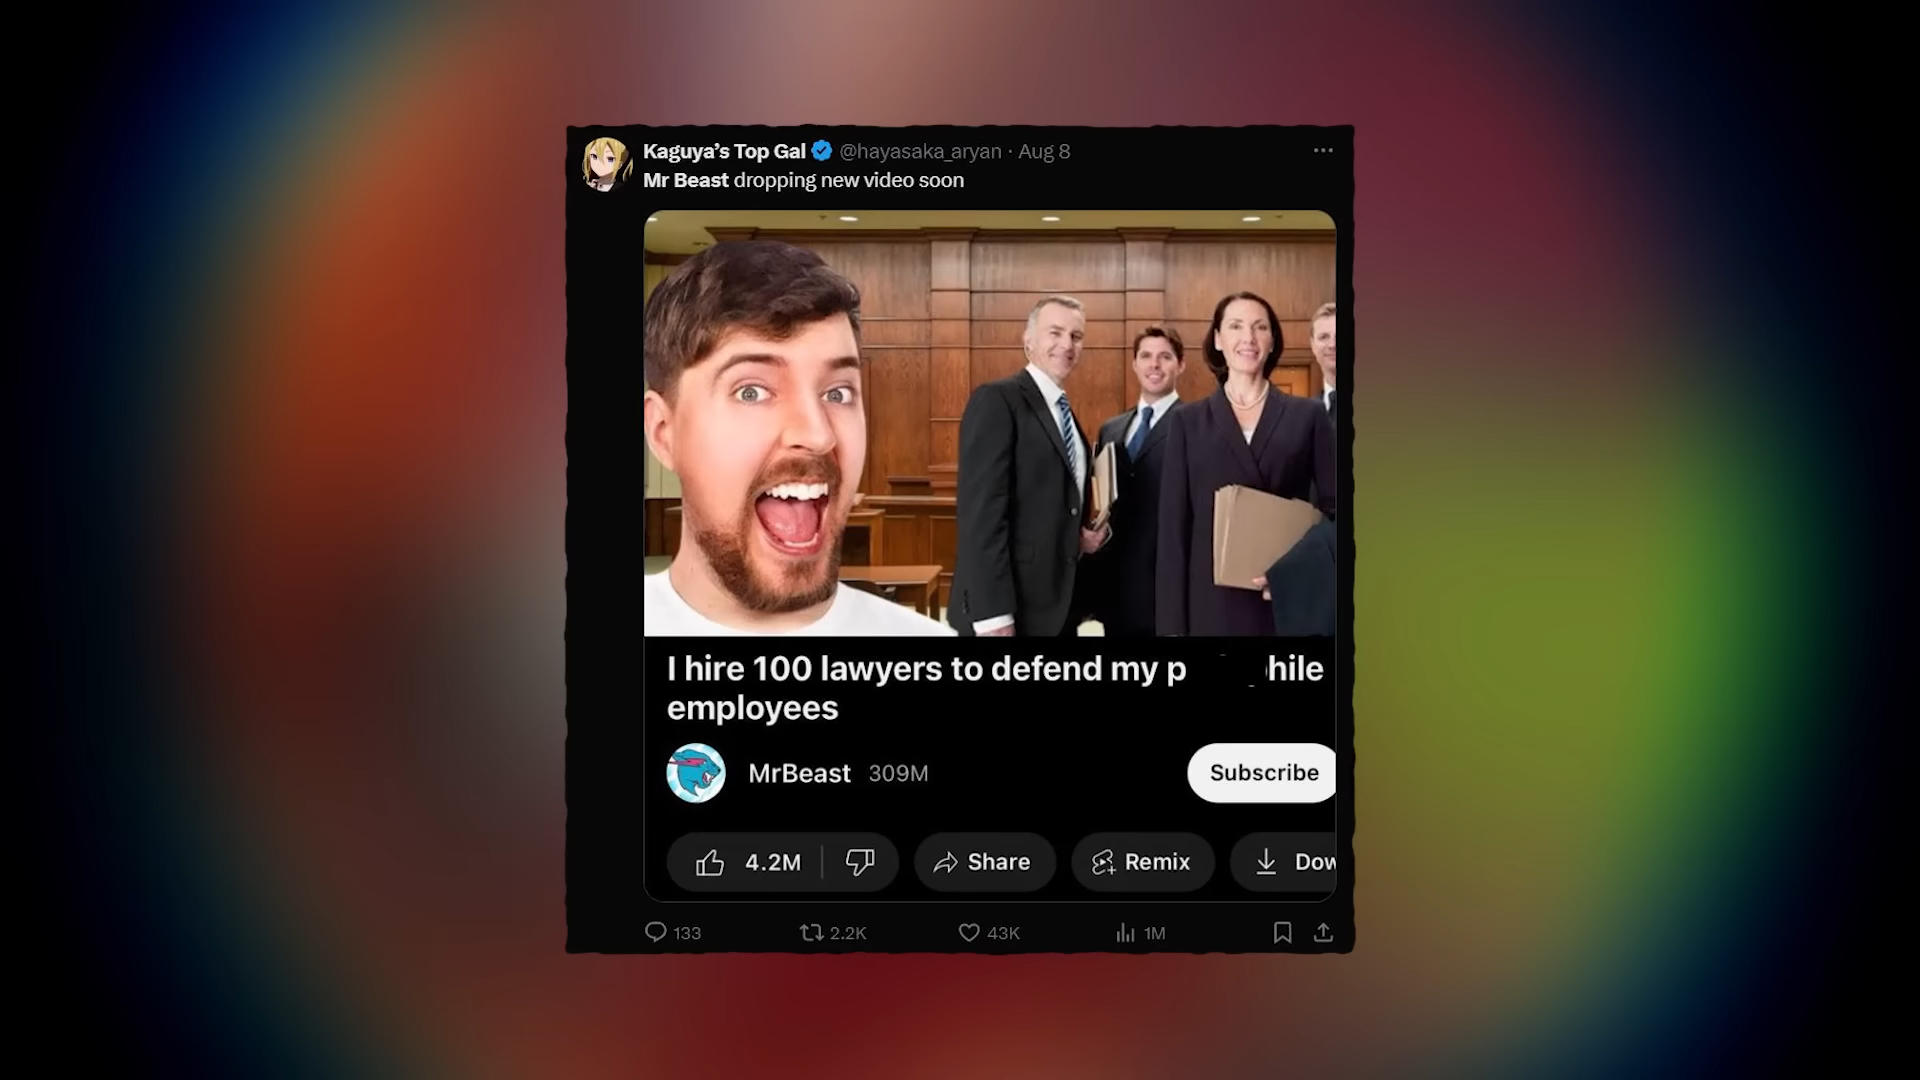 Kaguya's Top Gal @hayasaka_aryan · Aug 8
Mr Beast dropping new video soon
I hire 100 lawyers to defend my p hile
employees
MrBeast 309M
Subscribe
4.2M Share Remix Dow
133 2.2K 43K 1M